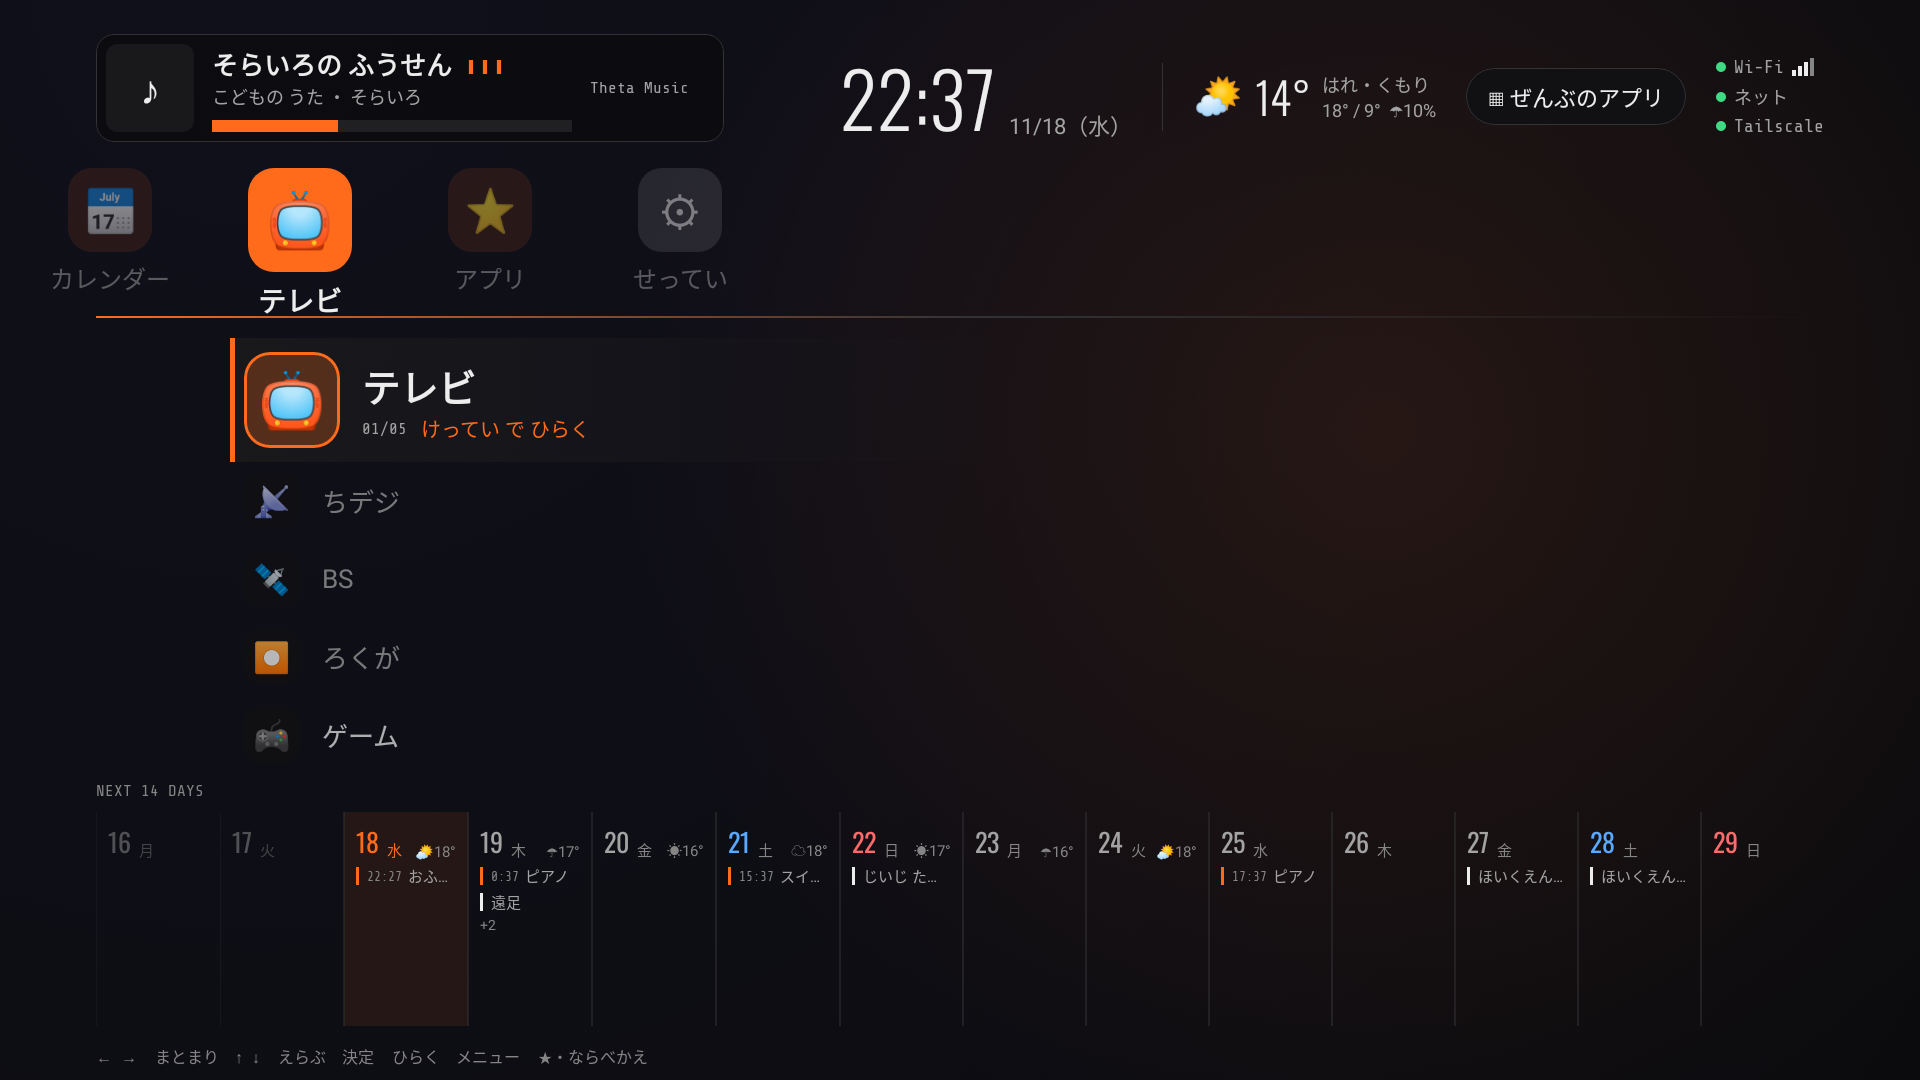 そらいろの ふうせん
こどもの うた ・ そらいろ
Theta Music
22:37 11/18（水）
14°
はれ・くもり
18° / 9° ☂10%
▦ ぜんぶのアプリ
Wi-Fi
ネット
Tailscale
July
17
カレンダー
テレビ
アプリ
せってい
テレビ
01/05 けってい で ひらく
ちデジ
BS
ろくが
ゲーム
NEXT 14 DAYS
16 月
17 火
18 水 18°
22:27 おふ…
19 木 ☂17°
0:37 ピアノ
遠足
+2
20 金 ☀16°
21 土 ☁18°
15:37 スイ…
22 日 ☀17°
じいじ た…
23 月 ☂16°
24 火 18°
25 水
17:37 ピアノ
26 木
27 金
ほいくえん…
28 土
ほいくえん…
29 日
← → まとまり ↑ ↓ えらぶ 決定 ひらく メニュー ★・ならべかえ